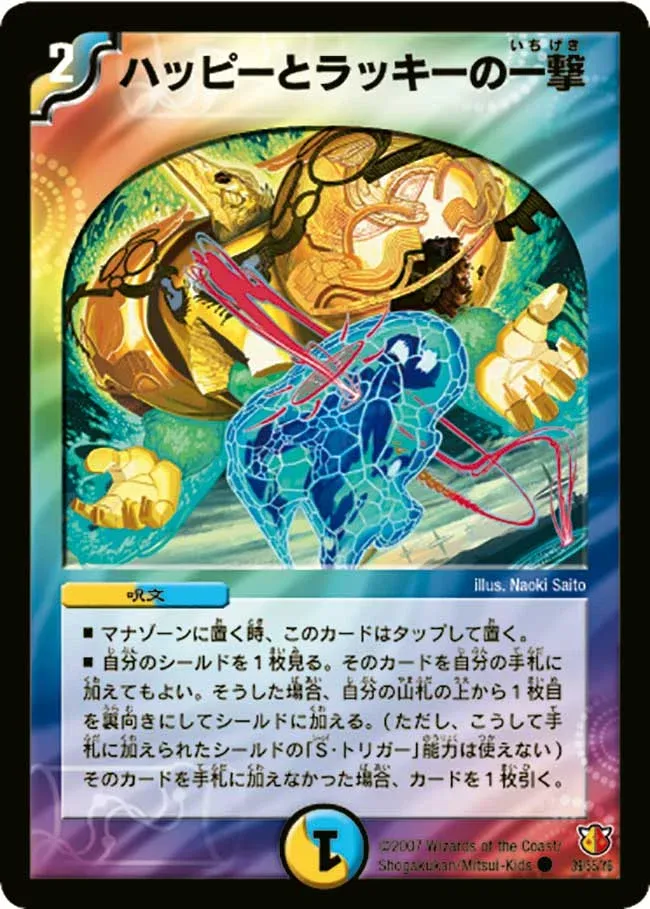 2
いちげき
ハッピーとラッキーの一撃
illus. Naoki Saito
呪文
■ マナゾーンに置く時、このカードはタップして置く。
■ 自分のシールドを1枚見る。そのカードを自分の手札に
加えてもよい。そうした場合、自分の山札の上から1枚目
を裏向きにしてシールドに加える。(ただし、こうして手
札に加えられたシールドの「S・トリガー」能力は使えない)
そのカードを手札に加えなかった場合、カードを1枚引く。
1
©2007 Wizards of the Coast/
Shogakukan/Mitsui-Kids
39/55/Y6